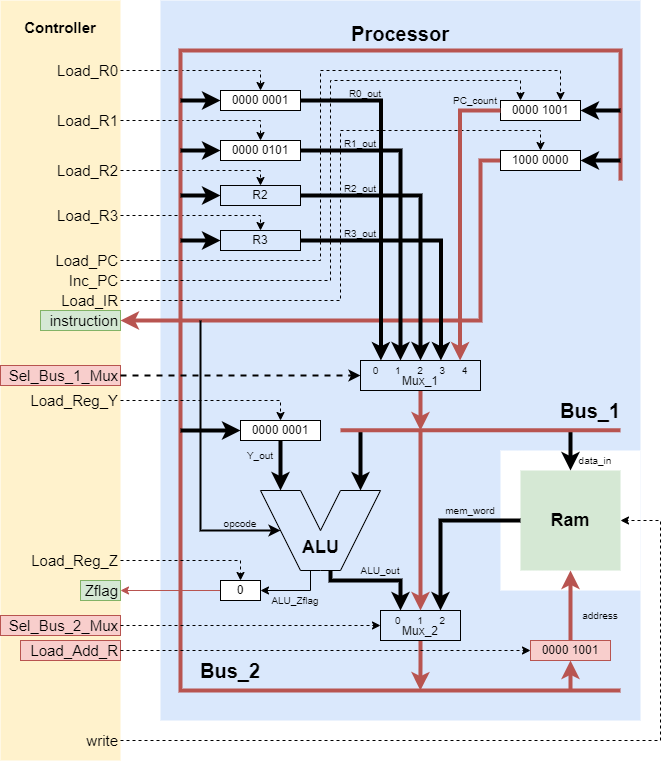 Controller
Processor
Load_R0
0000 0001
R0_out
PC_count
0000 1001
Load_R1
0000 0101
R1_out
1000 0000
Load_R2
R2
R2_out
Load_R3
R3
R3_out
Load_PC
Inc_PC
Load_IR
instruction
Sel_Bus_1_Mux
0 1 2 3 4
Mux_1
Load_Reg_Y
Bus_1
0000 0001
Y_out
data_in
mem_word
Ram
opcode
ALU
Load_Reg_Z
ALU_out
Zflag
0
ALU_Zflag
address
Sel_Bus_2_Mux
0 1 2
Mux_2
Load_Add_R
0000 1001
Bus_2
write